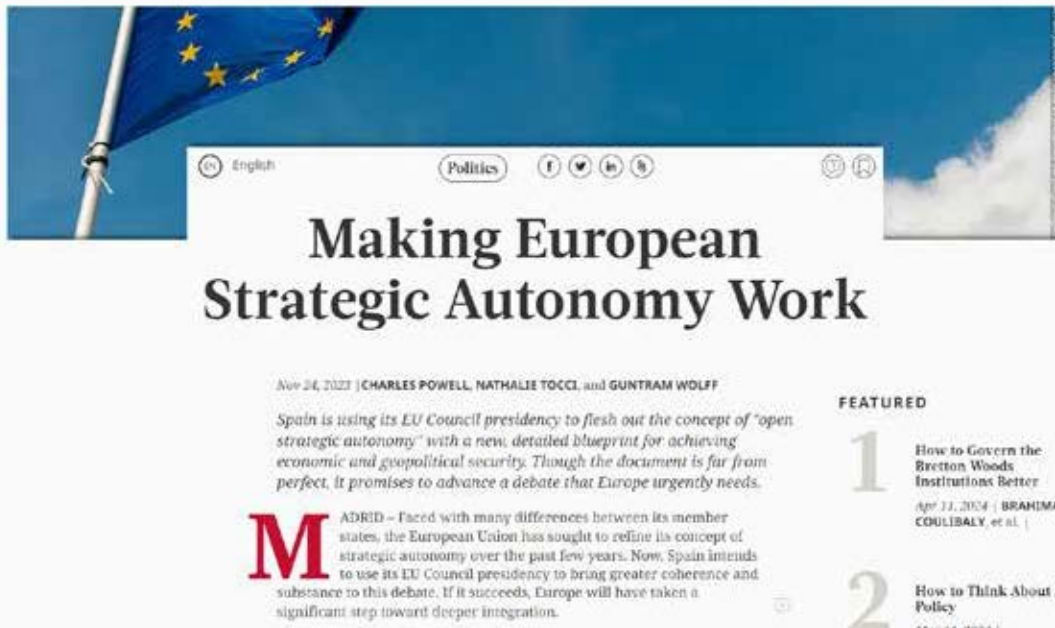 EN English
Politics
Making European
Strategic Autonomy Work
Nov 24, 2023 | CHARLES POWELL, NATHALIE TOCCI, and GUNTRAM WOLFF
Spain is using its EU Council presidency to flesh out the concept of "open
strategic autonomy" with a new, detailed blueprint for achieving
economic and geopolitical security. Though the document is far from
perfect, it promises to advance a debate that Europe urgently needs.
MADRID – Faced with many differences between its member
states, the European Union has sought to refine its concept of
strategic autonomy over the past few years. Now, Spain intends
to use its EU Council presidency to bring greater coherence and
substance to this debate. If it succeeds, Europe will have taken a
significant step toward deeper integration.
FEATURED
1
How to Govern the
Bretton Woods
Institutions Better
Apr 11, 2024 | BRAHIMA
COULIBALY, et al. |
2
How to Think About
Policy